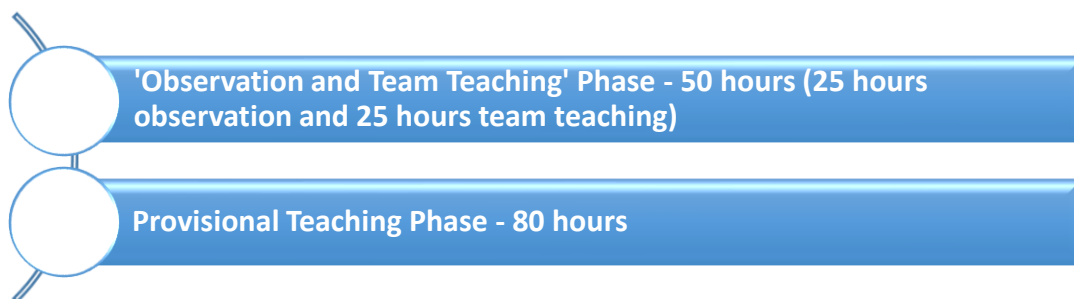 'Observation and Team Teaching' Phase - 50 hours (25 hours
observation and 25 hours team teaching)
Provisional Teaching Phase - 80 hours